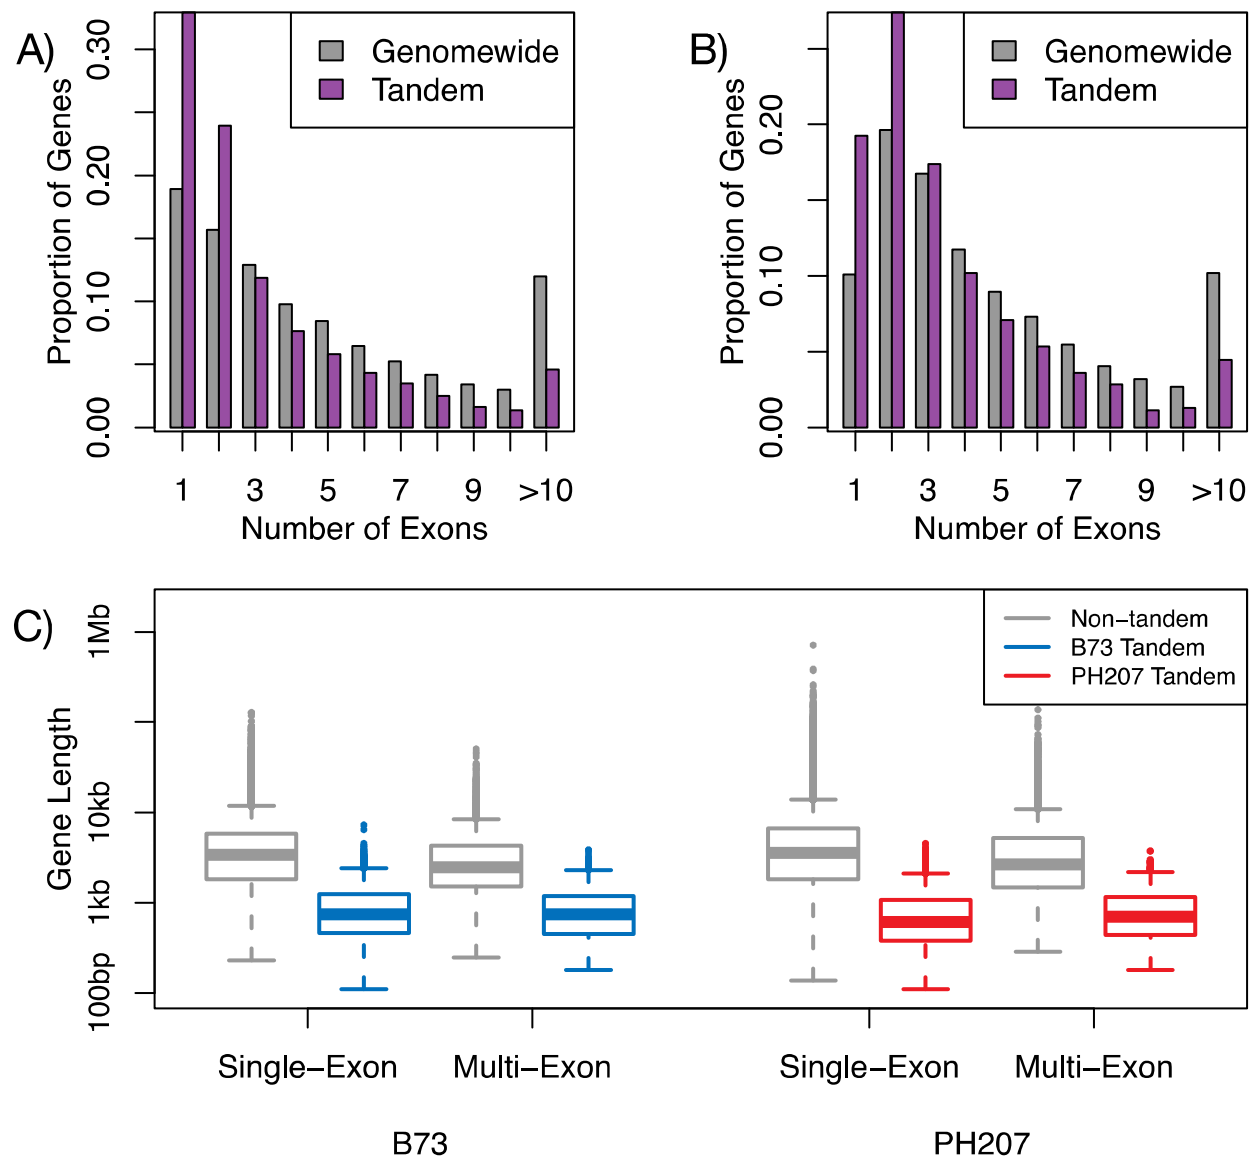 A)
Proportion of Genes
0.30
0.20
0.10
0.00
Genomewide
Tandem
1 3 5 7 9 >10
Number of Exons
B)
Proportion of Genes
0.20
0.10
0.00
Genomewide
Tandem
1 3 5 7 9 >10
Number of Exons
C)
Gene Length
1Mb
10kb
1kb
100bp
Non−tandem
B73 Tandem
PH207 Tandem
Single−Exon Multi−Exon Single−Exon Multi−Exon
B73 PH207